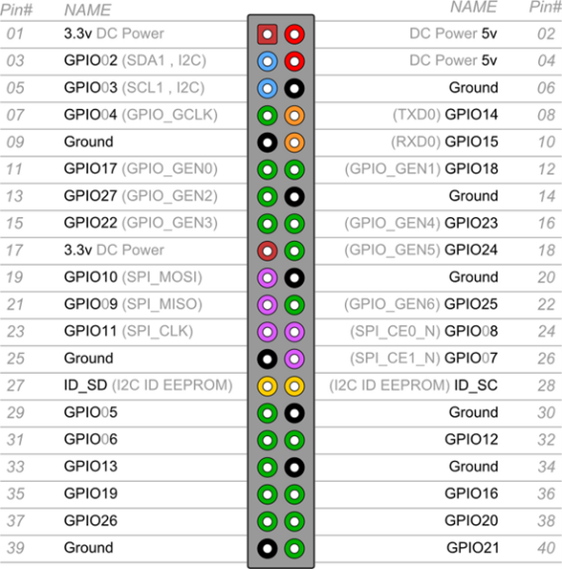 Pin# NAME NAME Pin#
01 3.3v DC Power DC Power 5v 02
03 GPIO02 (SDA1 , I2C) DC Power 5v 04
05 GPIO03 (SCL1 , I2C) Ground 06
07 GPIO04 (GPIO_GCLK) (TXD0) GPIO14 08
09 Ground (RXD0) GPIO15 10
11 GPIO17 (GPIO_GEN0) (GPIO_GEN1) GPIO18 12
13 GPIO27 (GPIO_GEN2) Ground 14
15 GPIO22 (GPIO_GEN3) (GPIO_GEN4) GPIO23 16
17 3.3v DC Power (GPIO_GEN5) GPIO24 18
19 GPIO10 (SPI_MOSI) Ground 20
21 GPIO09 (SPI_MISO) (GPIO_GEN6) GPIO25 22
23 GPIO11 (SPI_CLK) (SPI_CE0_N) GPIO08 24
25 Ground (SPI_CE1_N) GPIO07 26
27 ID_SD (I2C ID EEPROM) (I2C ID EEPROM) ID_SC 28
29 GPIO05 Ground 30
31 GPIO06 GPIO12 32
33 GPIO13 Ground 34
35 GPIO19 GPIO16 36
37 GPIO26 GPIO20 38
39 Ground GPIO21 40